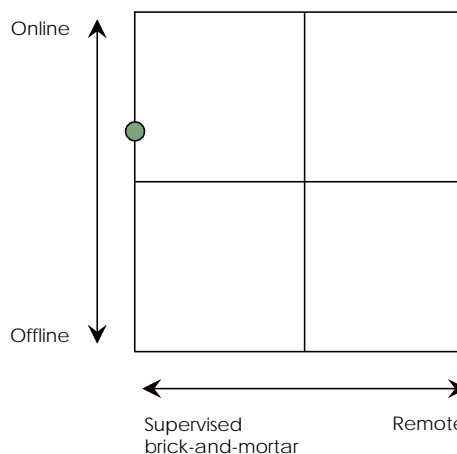 Online
Offline
Supervised
brick-and-mortar
Remote